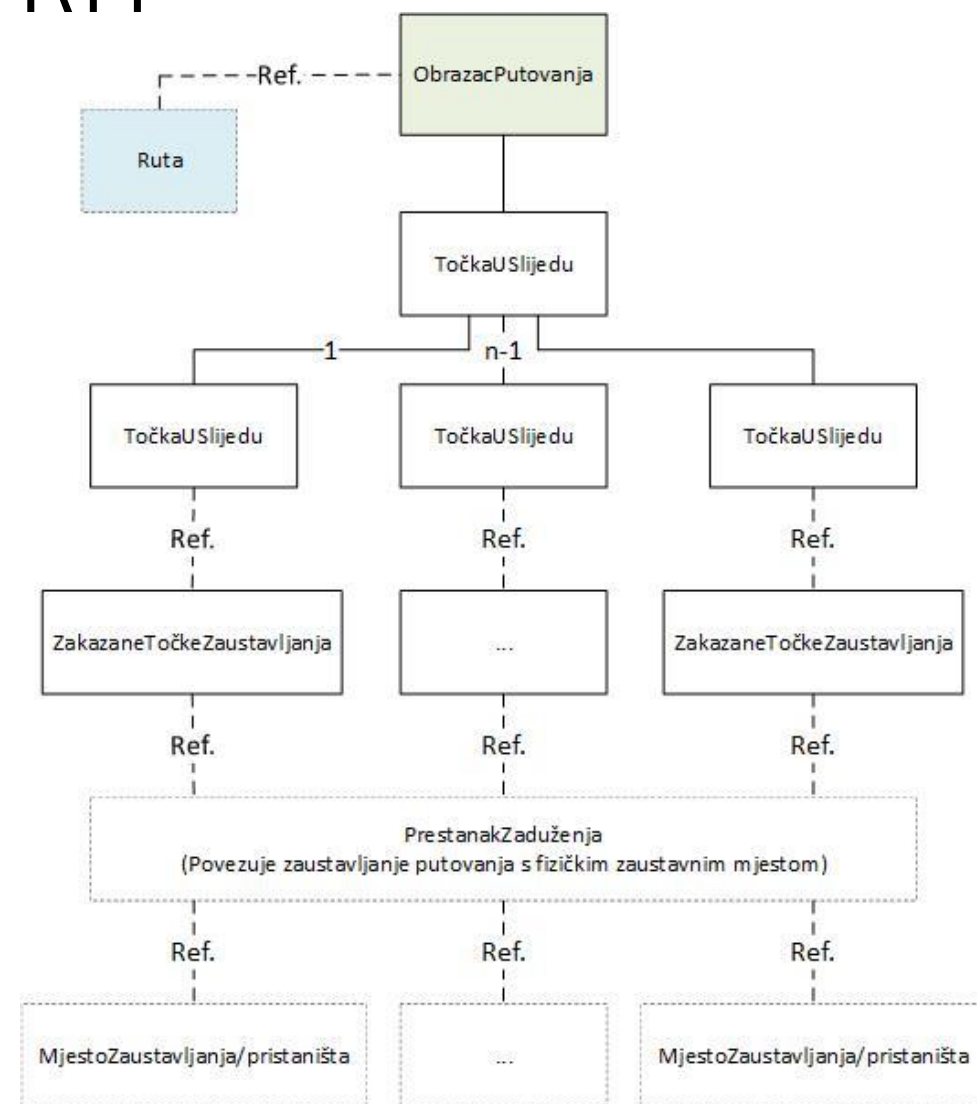 Ref.
ObrazacPutovanja
Ruta
TočkaUSlijedu
1
n-1
TočkaUSlijedu
TočkaUSlijedu
TočkaUSlijedu
Ref.
Ref.
Ref.
ZakazaneTočkeZaustavljanja
...
ZakazaneTočkeZaustavljanja
Ref.
Ref.
Ref.
PrestanakZaduženja
(Povezuje zaustavljanje putovanja s fizičkim zaustavnim mjestom)
Ref.
Ref.
Ref.
MjestoZaustavljanja/pristaništa
...
MjestoZaustavljanja/pristaništa